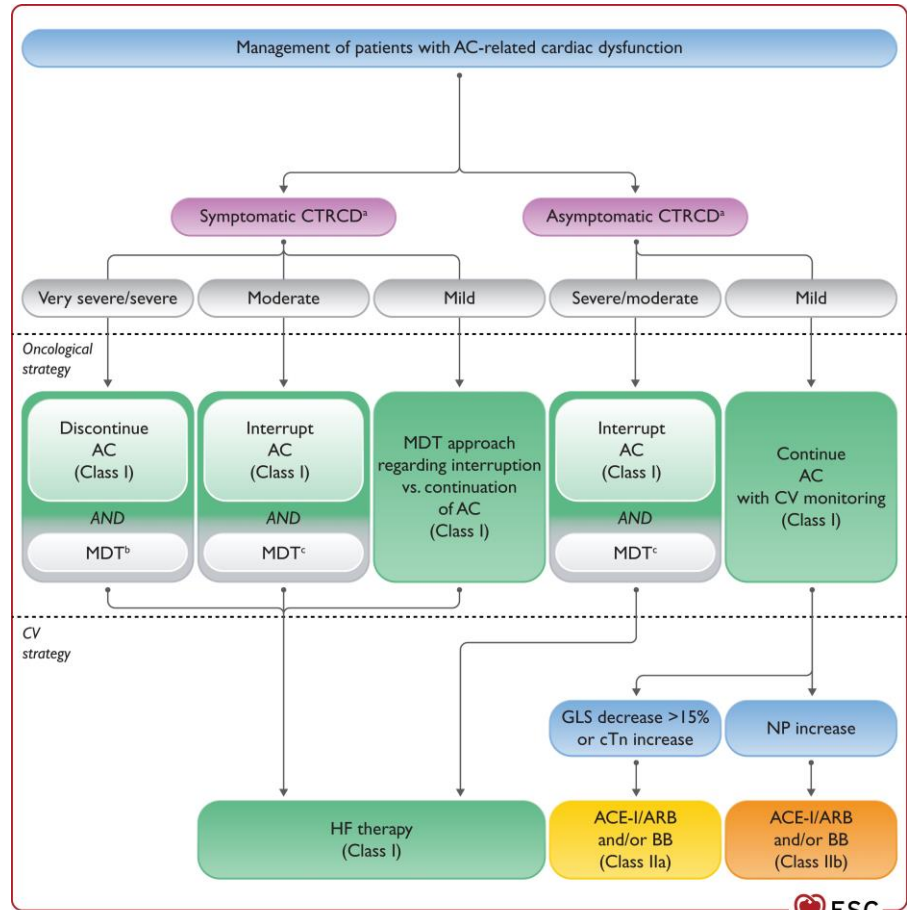 Management of patients with AC-related cardiac dysfunction
Symptomatic CTRCDᵃ
Asymptomatic CTRCDᵃ
Very severe/severe
Moderate
Mild
Severe/moderate
Mild
Oncological
strategy
Discontinue
AC
(Class I)
AND
MDTᵇ
Interrupt
AC
(Class I)
AND
MDTᶜ
MDT approach
regarding interruption
vs. continuation
of AC
(Class I)
Interrupt
AC
(Class I)
AND
MDTᶜ
Continue
AC
with CV monitoring
(Class I)
CV
strategy
GLS decrease >15%
or cTn increase
NP increase
HF therapy
(Class I)
ACE-I/ARB
and/or BB
(Class IIa)
ACE-I/ARB
and/or BB
(Class IIb)
ESC